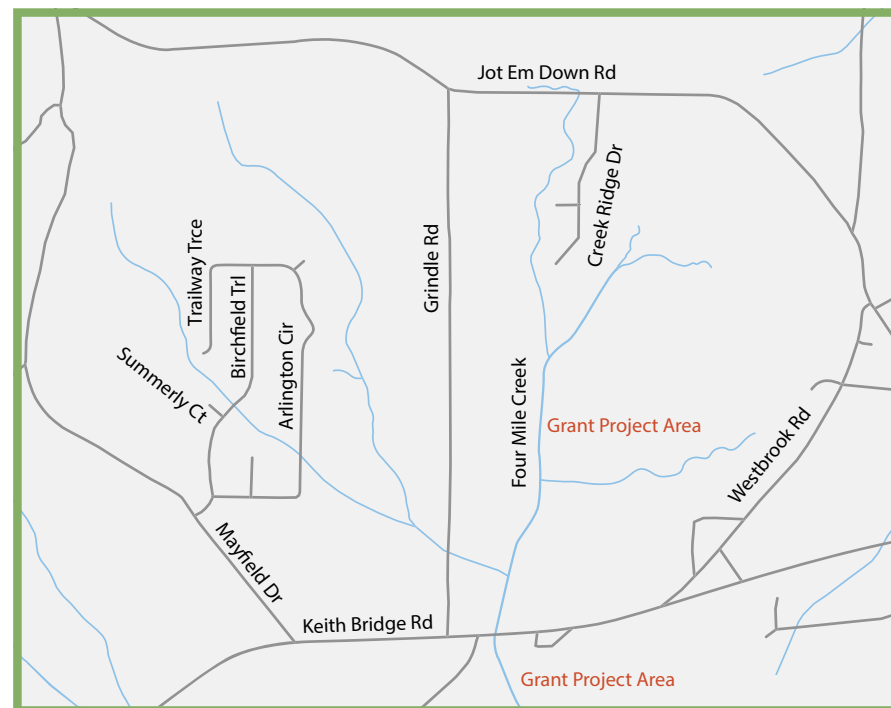 Jot Em Down Rd
Creek Ridge Dr
Grindle Rd
Trailway Trce
Birchfield Trl
Arlington Cir
Summerly Ct
Four Mile Creek
Grant Project Area
Westbrook Rd
Mayfield Dr
Keith Bridge Rd
Grant Project Area